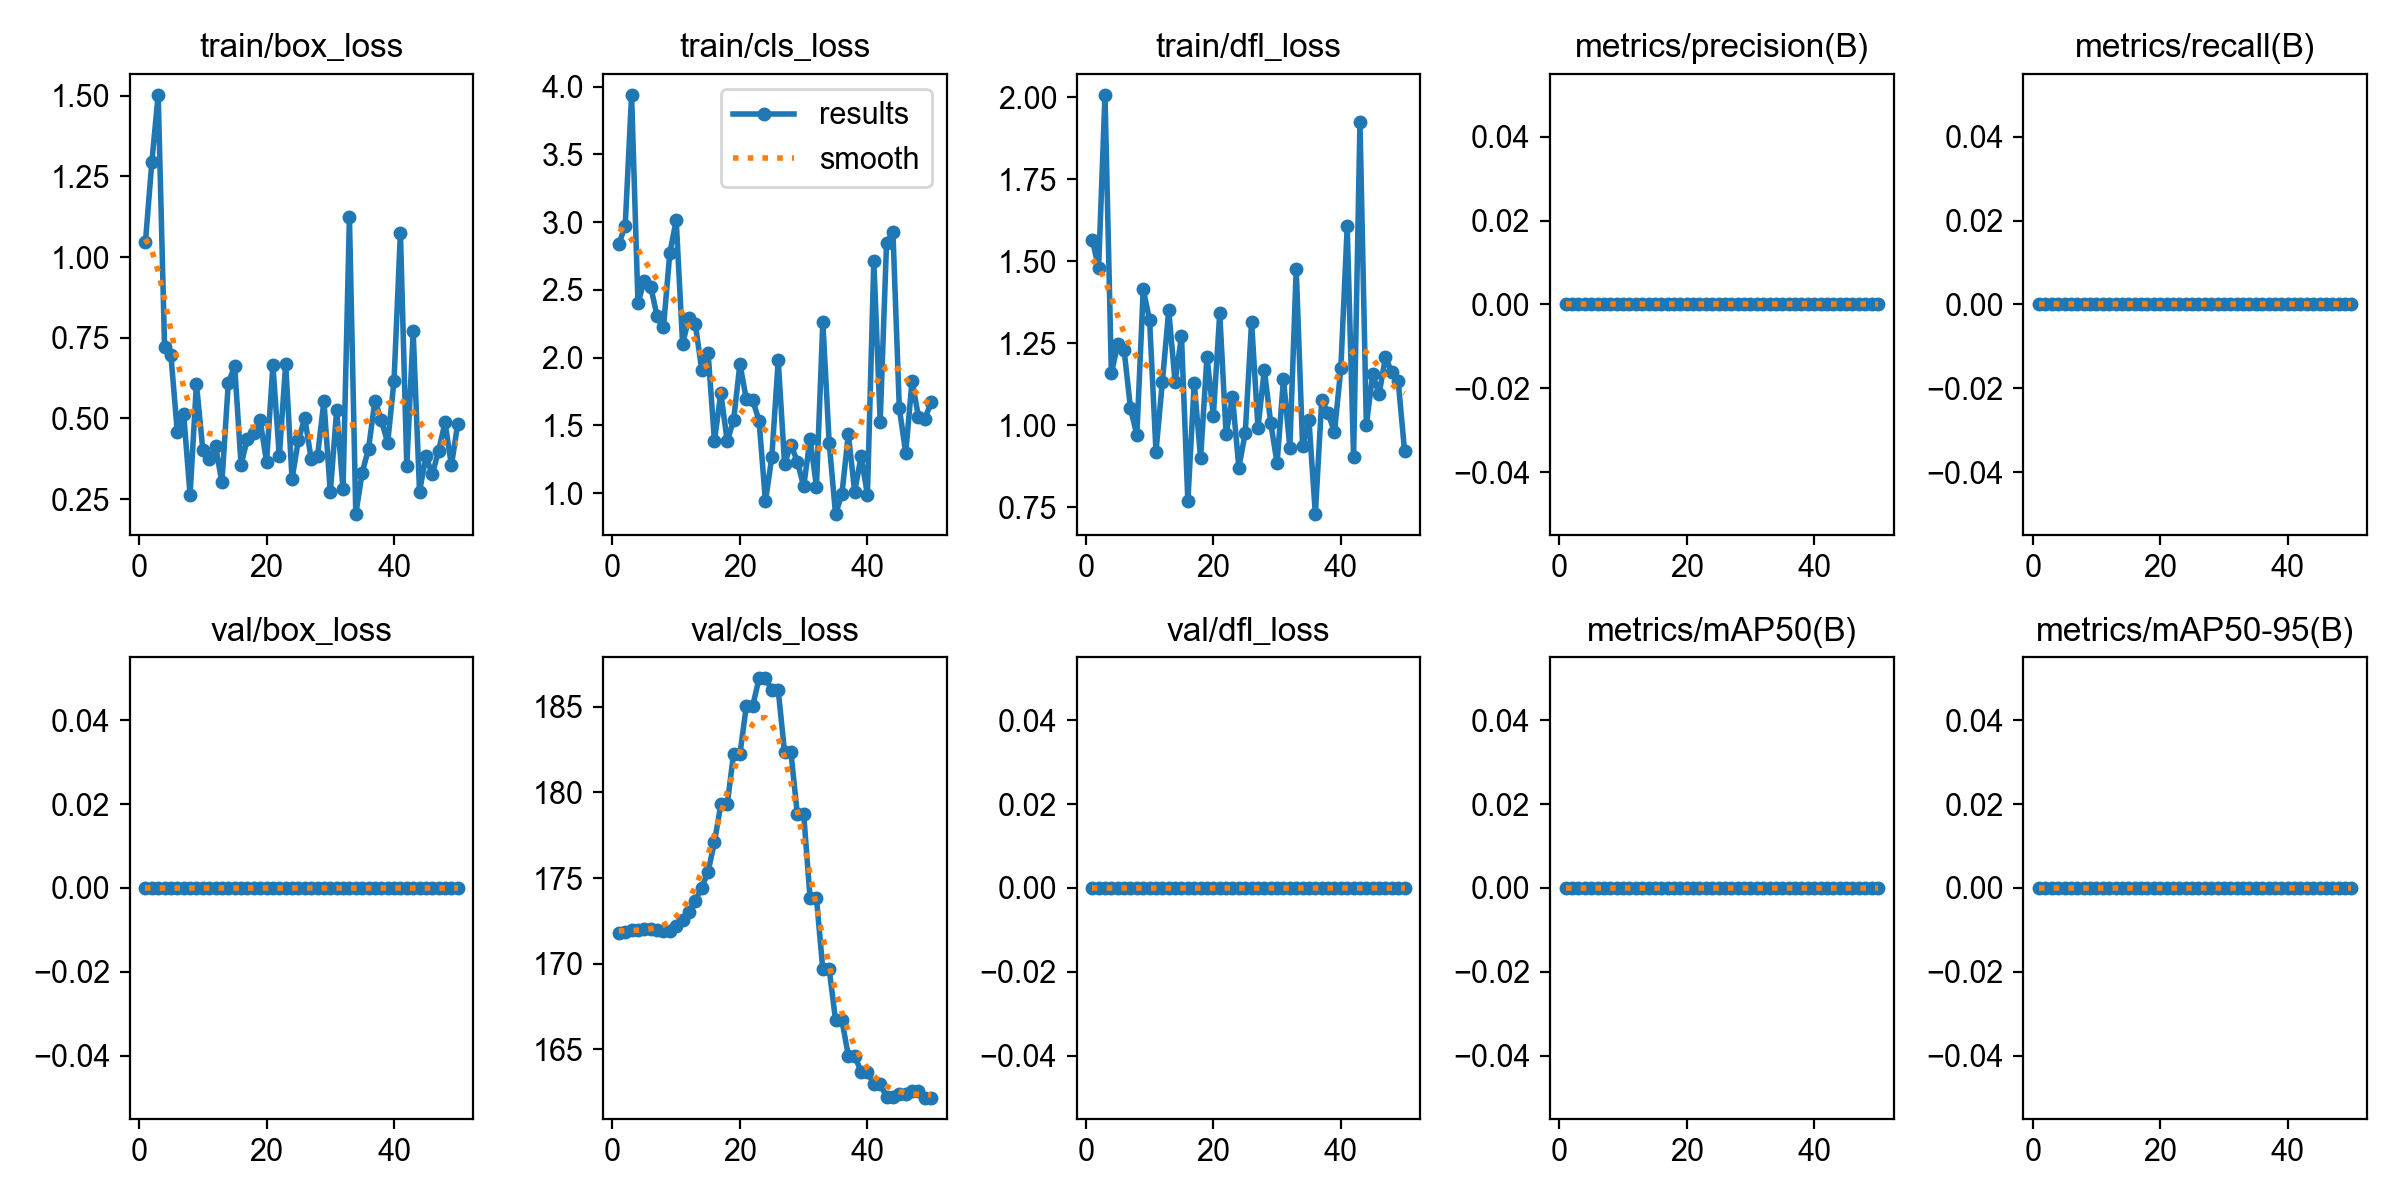 train/box_loss
train/cls_loss
train/dfl_loss
metrics/precision(B)
metrics/recall(B)
1.50
1.25
1.00
0.75
0.50
0.25
0 20 40
4.0
3.5
3.0
2.5
2.0
1.5
1.0
results
smooth
0 20 40
2.00
1.75
1.50
1.25
1.00
0.75
0 20 40
0.04
0.02
0.00
−0.02
−0.04
0 20 40
0.04
0.02
0.00
−0.02
−0.04
0 20 40
val/box_loss
val/cls_loss
val/dfl_loss
metrics/mAP50(B)
metrics/mAP50-95(B)
0.04
0.02
0.00
−0.02
−0.04
0 20 40
185
180
175
170
165
0 20 40
0.04
0.02
0.00
−0.02
−0.04
0 20 40
0.04
0.02
0.00
−0.02
−0.04
0 20 40
0.04
0.02
0.00
−0.02
−0.04
0 20 40